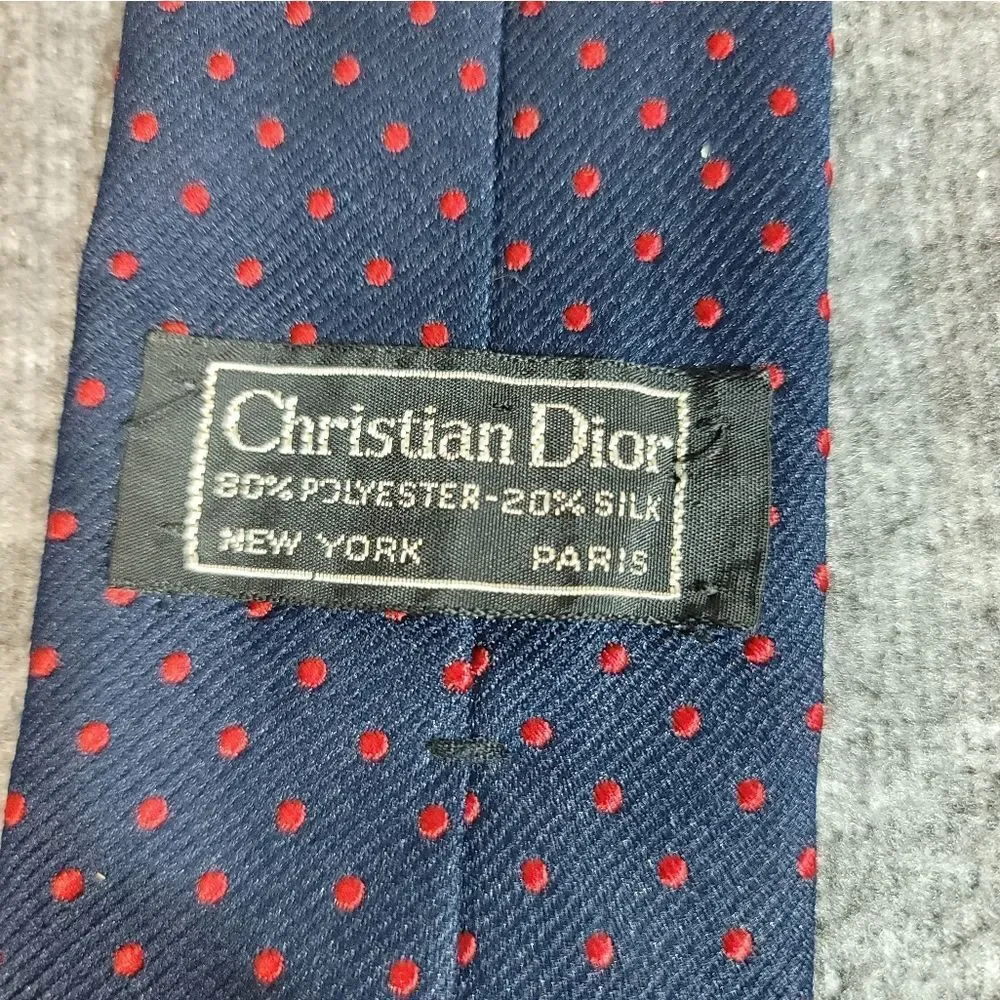 Christian Dior
80% POLYESTER - 20% SILK
NEW YORK PARIS